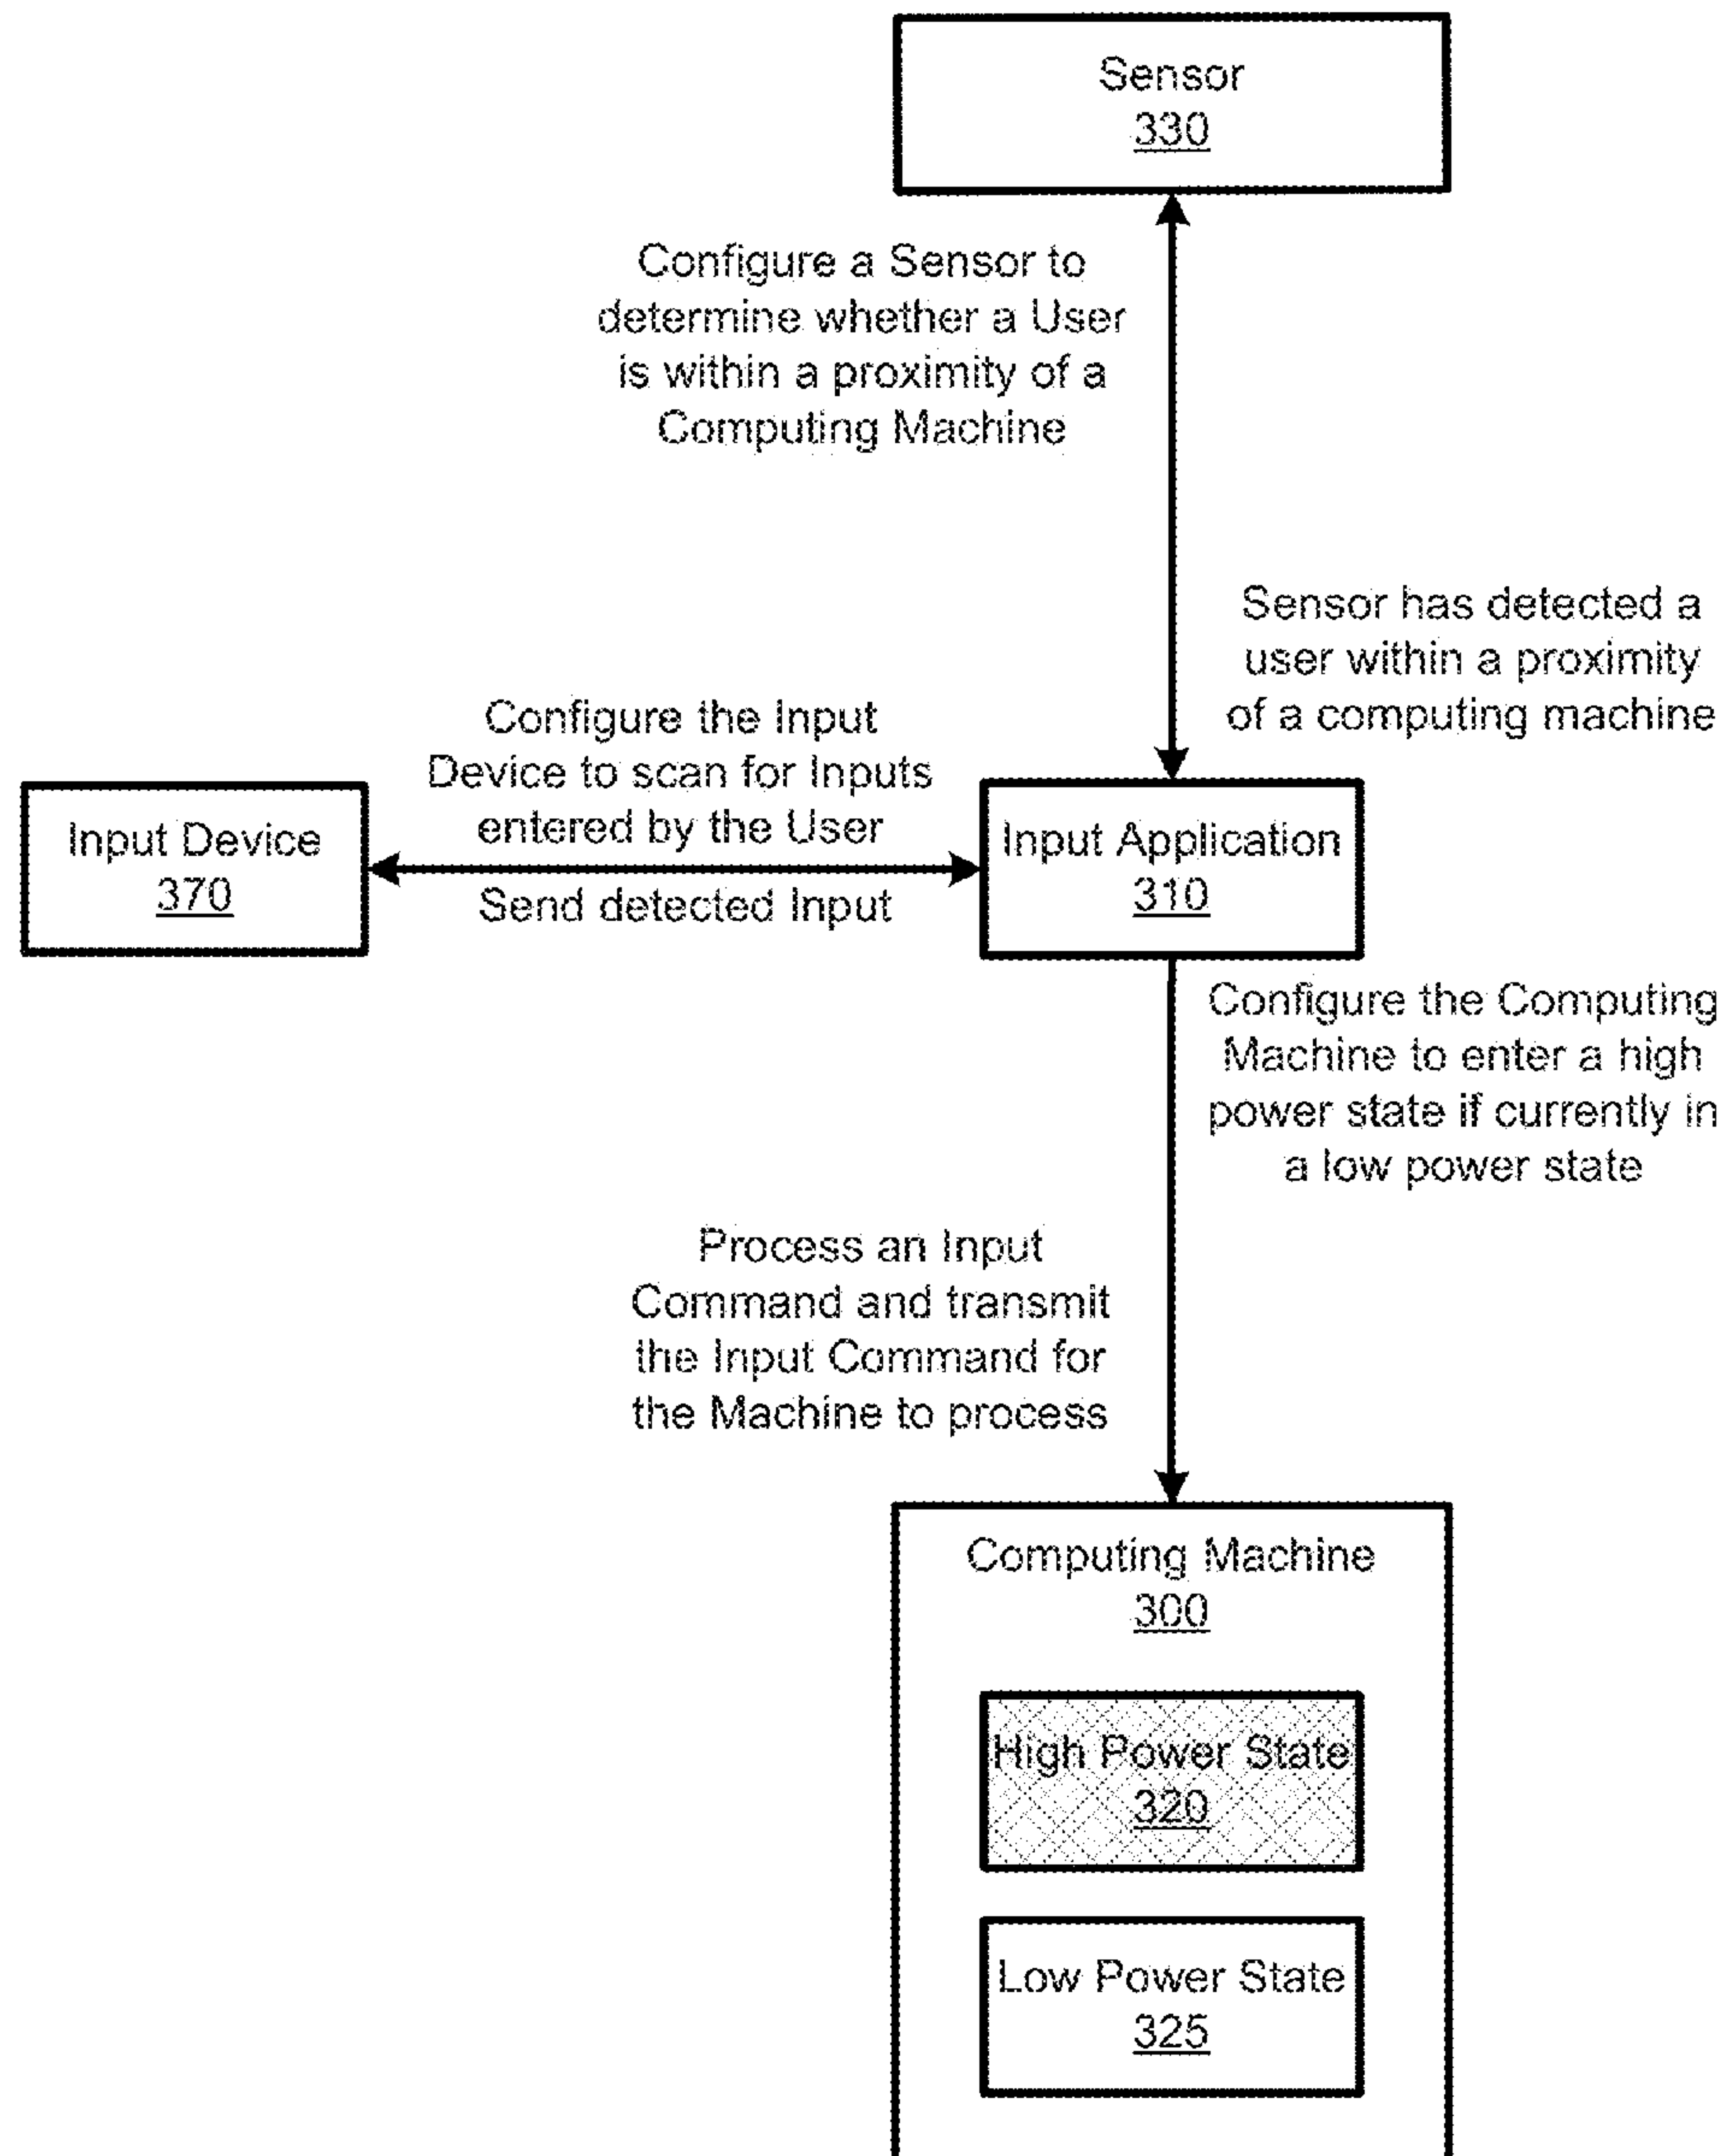 Sensor
330
Configure a Sensor to
determine whether a User
is within a proximity of a
Computing Machine
Sensor has detected a
user within a proximity
of a computing machine
Configure the Input
Device to scan for Inputs
entered by the User
Send detected Input
Input Device
370
Input Application
310
Configure the Computing
Machine to enter a high
power state if currently in
a low power state
Process an Input
Command and transmit
the Input Command for
the Machine to process
Computing Machine
300
High Power State
320
Low Power State
325